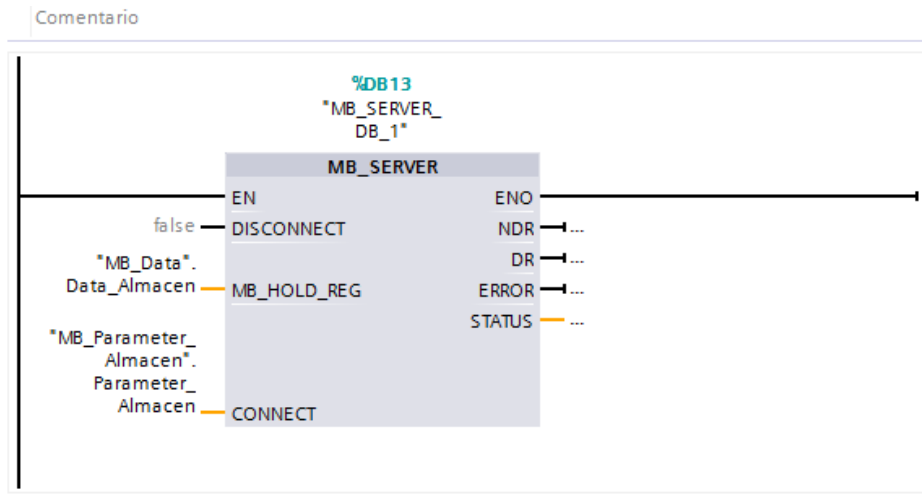 Comentario
%DB13
"MB_SERVER_
DB_1"
MB_SERVER
EN
ENO
false
DISCONNECT
NDR
...
"MB_Data".
Data_Almacen
MB_HOLD_REG
DR
...
ERROR
...
STATUS
...
"MB_Parameter_
Almacen".
Parameter_
Almacen
CONNECT